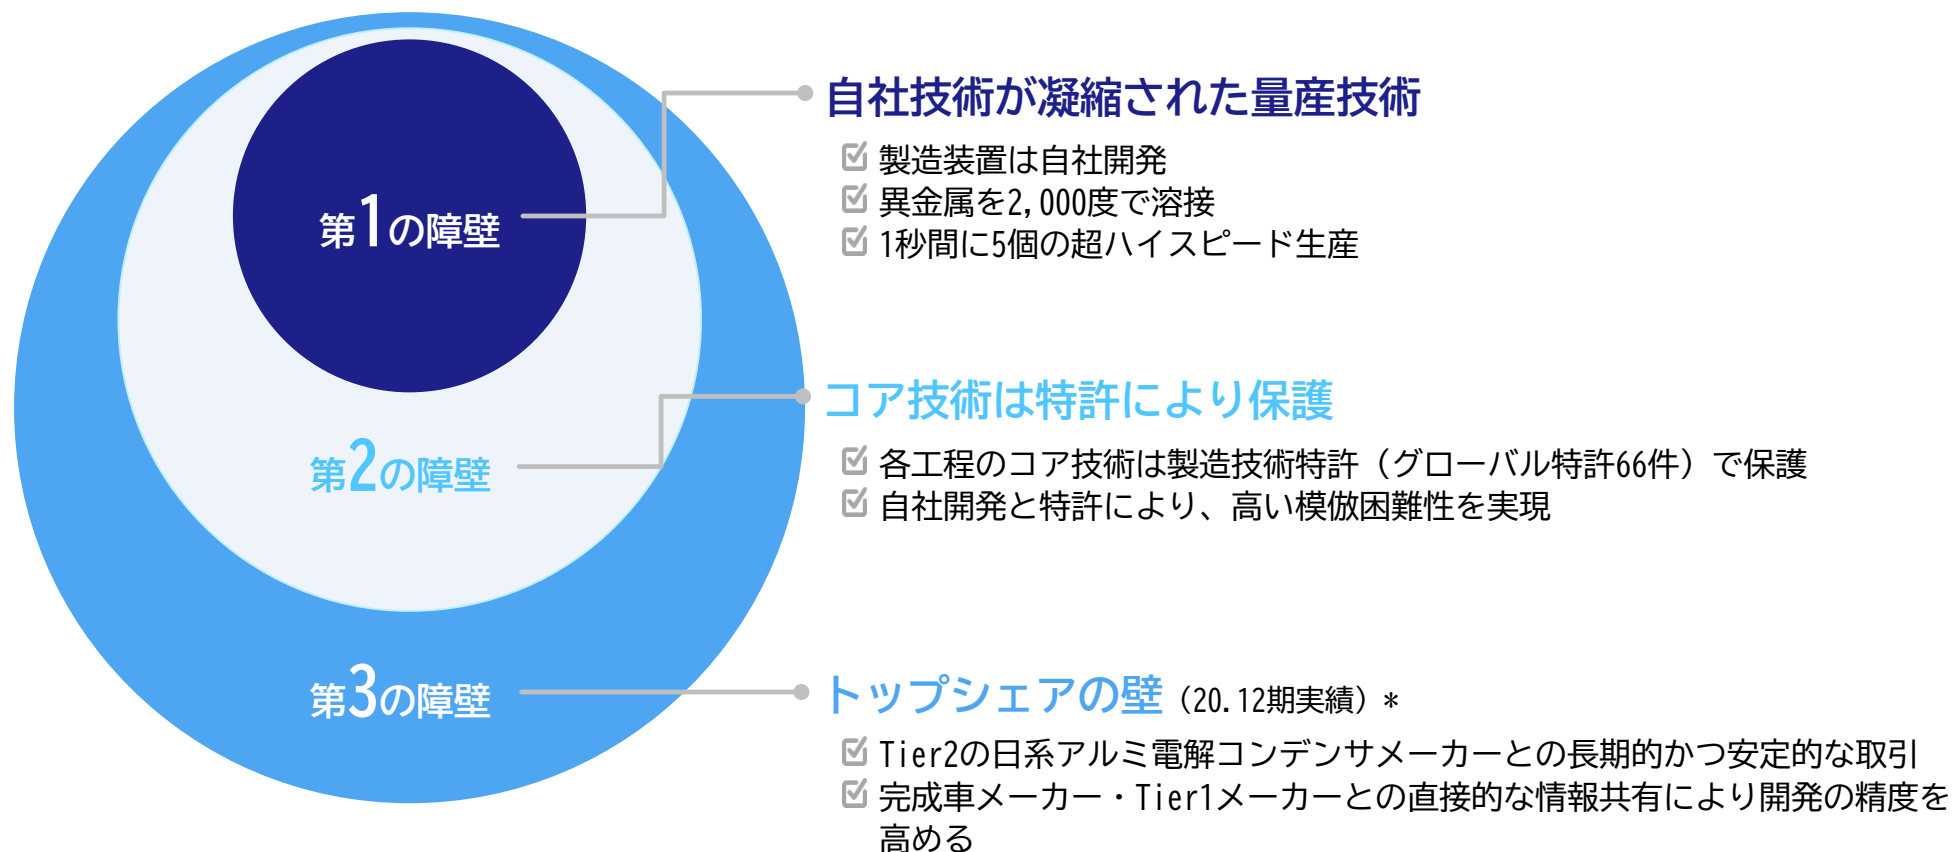 第1の障壁
自社技術が凝縮された量産技術
製造装置は自社開発
異金属を2,000度で溶接
1秒間に5個の超ハイスピード生産
第2の障壁
コア技術は特許により保護
各工程のコア技術は製造技術特許（グローバル特許66件）で保護
自社開発と特許により、高い模倣困難性を実現
第3の障壁
トップシェアの壁（20.12期実績）*
Tier2の日系アルミ電解コンデンサメーカーとの長期的かつ安定的な取引
完成車メーカー・Tier1メーカーとの直接的な情報共有により開発の精度を
高める